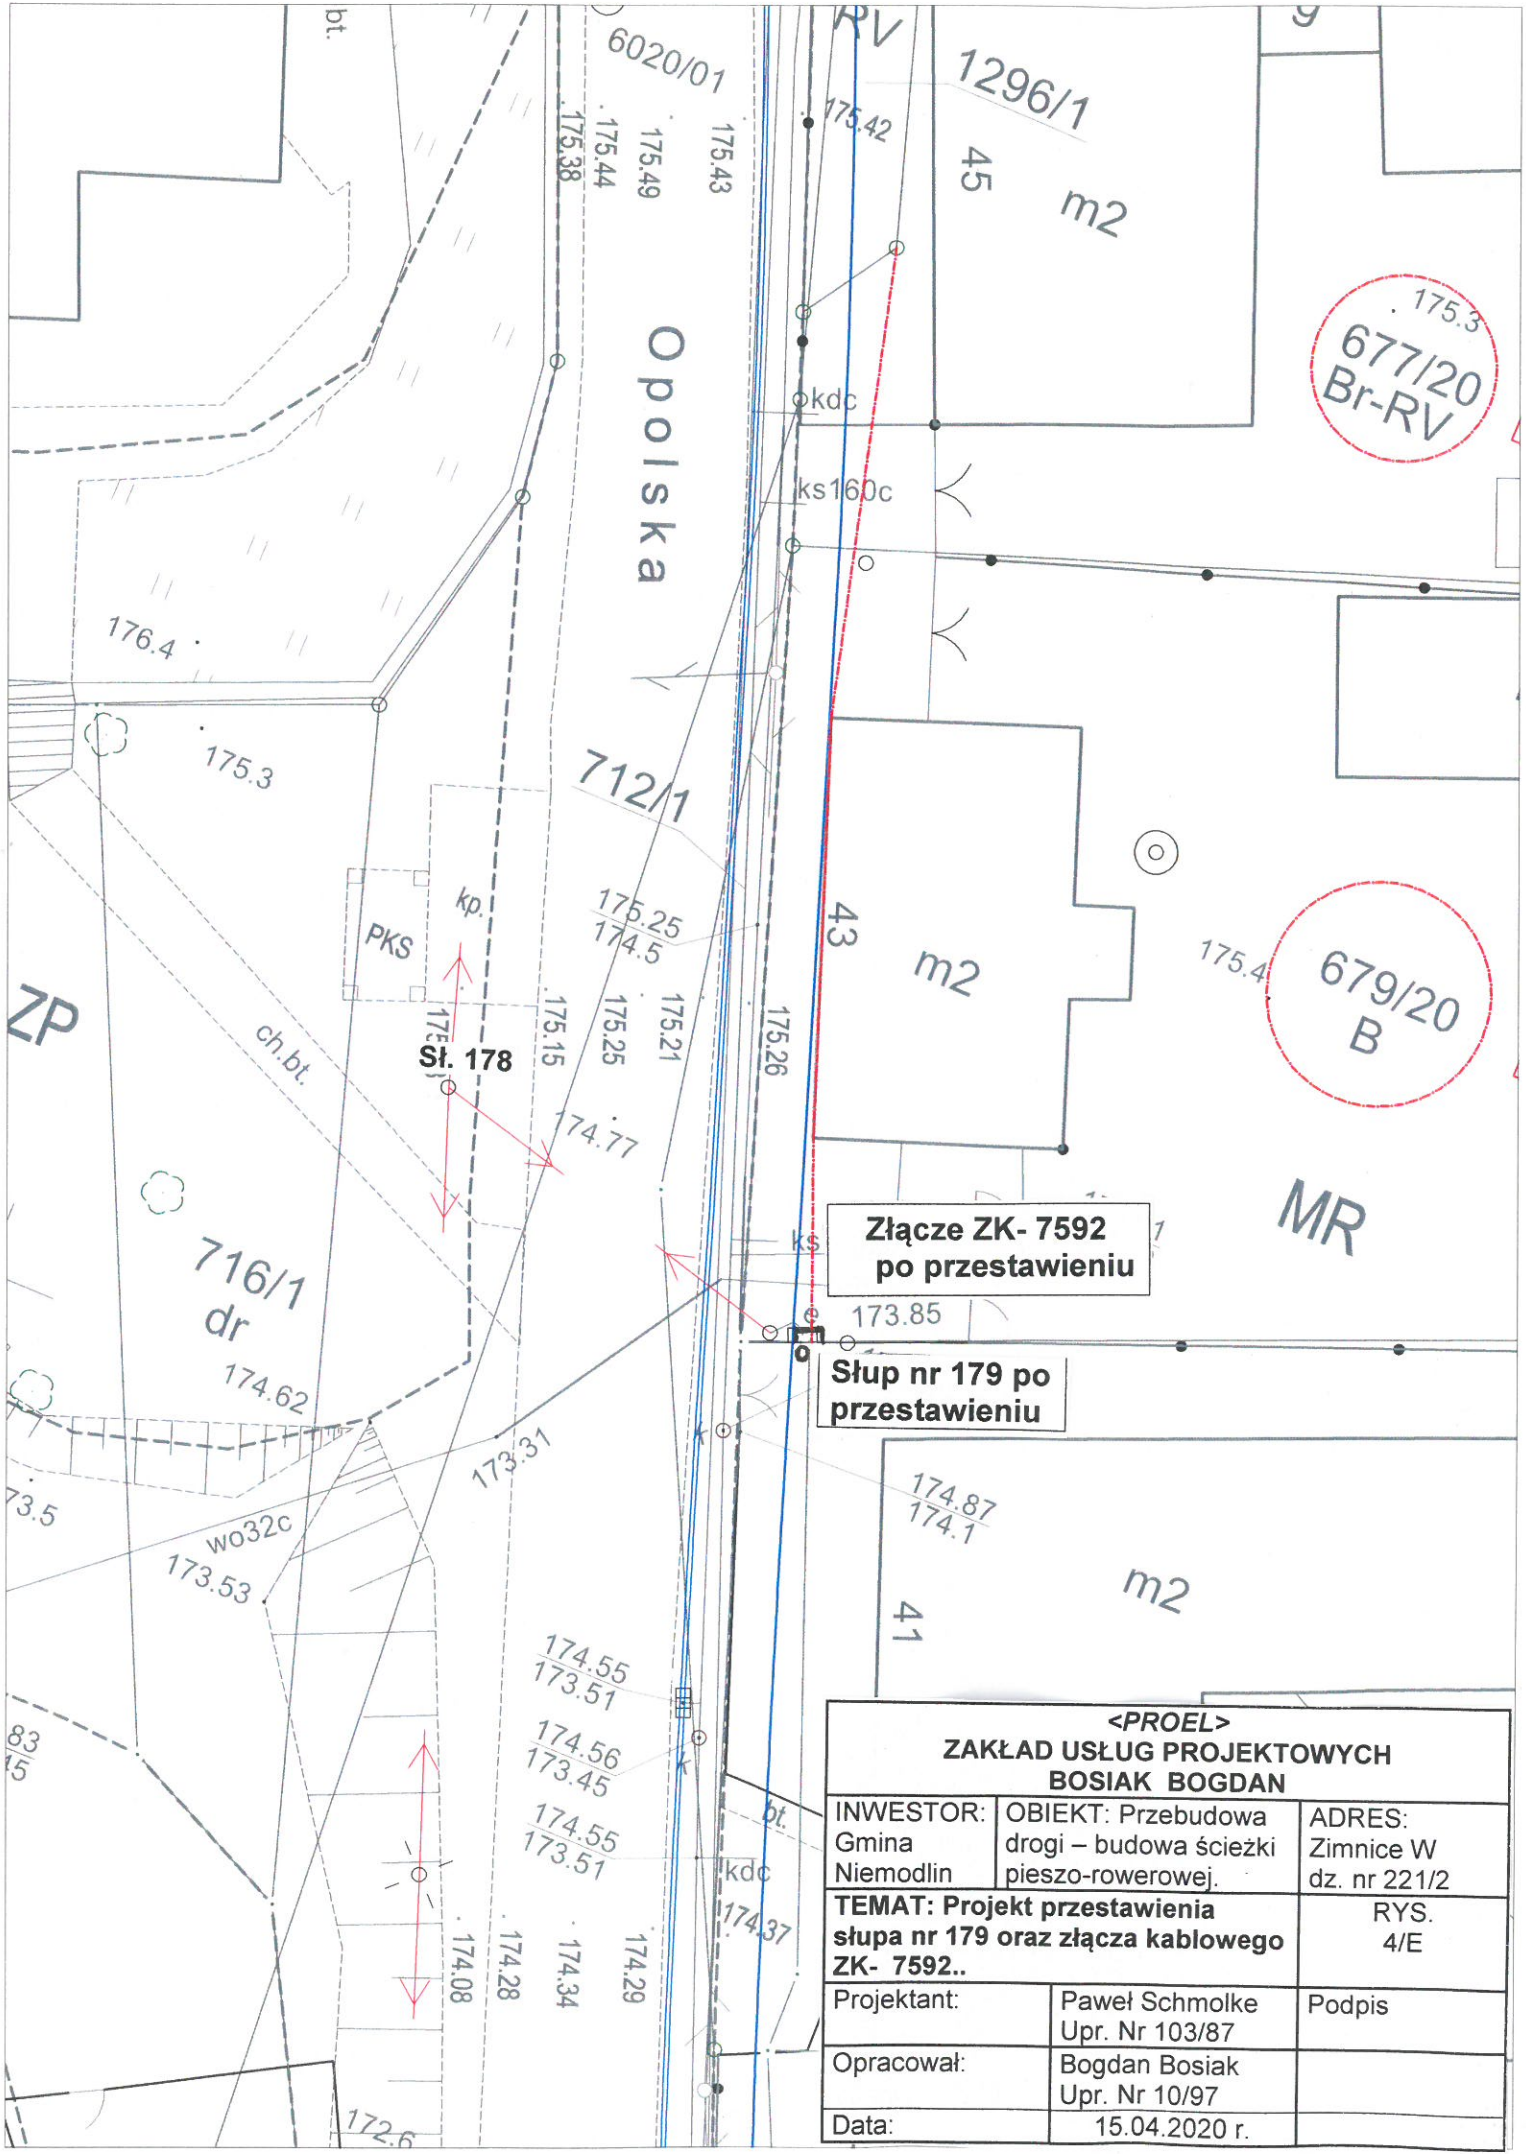 bt.
6020/01
RV
g
1296/1
175.38
175.44
175.49
175.43
175.42
45
m2
175.3
677/20
Br-RV
Opolska
kdc
ks160c
176.4
175.3
712/1
kp.
PKS
175.25
174.5
43
m2
175.4
679/20
B
ZP
ch.bt.
Sł. 178
175.15
175.25
175.21
175.26
174.77
MR
716/1
dr
ks
Złącze ZK- 7592
po przestawieniu
e
173.85
Słup nr 179 po
przestawieniu
174.62
k
173.31
73.5
wo32c
173.53
174.87
174.1
m2
41
174.55
173.51
174.56
173.45
k
174.55
173.51
bt.
kdc
174.37
83
174.08
174.28
174.34
174.29
172.6
<PROEL>
ZAKŁAD USŁUG PROJEKTOWYCH
BOSIAK BOGDAN
INWESTOR:
Gmina
Niemodlin
OBIEKT: Przebudowa
drogi – budowa ścieżki
pieszo-rowerowej.
ADRES:
Zimnice W
dz. nr 221/2
TEMAT: Projekt przestawienia
słupa nr 179 oraz złącza kablowego
ZK- 7592..
RYS.
4/E
Projektant:
Paweł Schmolke
Upr. Nr 103/87
Podpis
Opracował:
Bogdan Bosiak
Upr. Nr 10/97
Data:
15.04.2020 r.